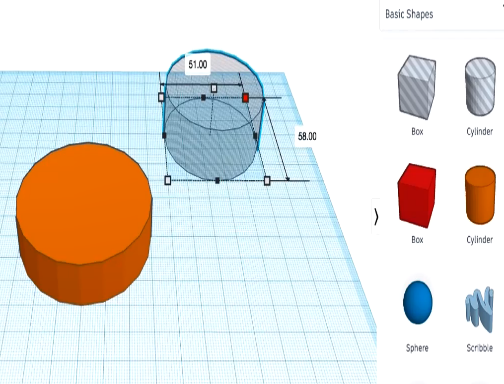 Basic Shapes
51.00
58.00
Box
Cylinder
Box
Cylinder
Sphere
Scribble